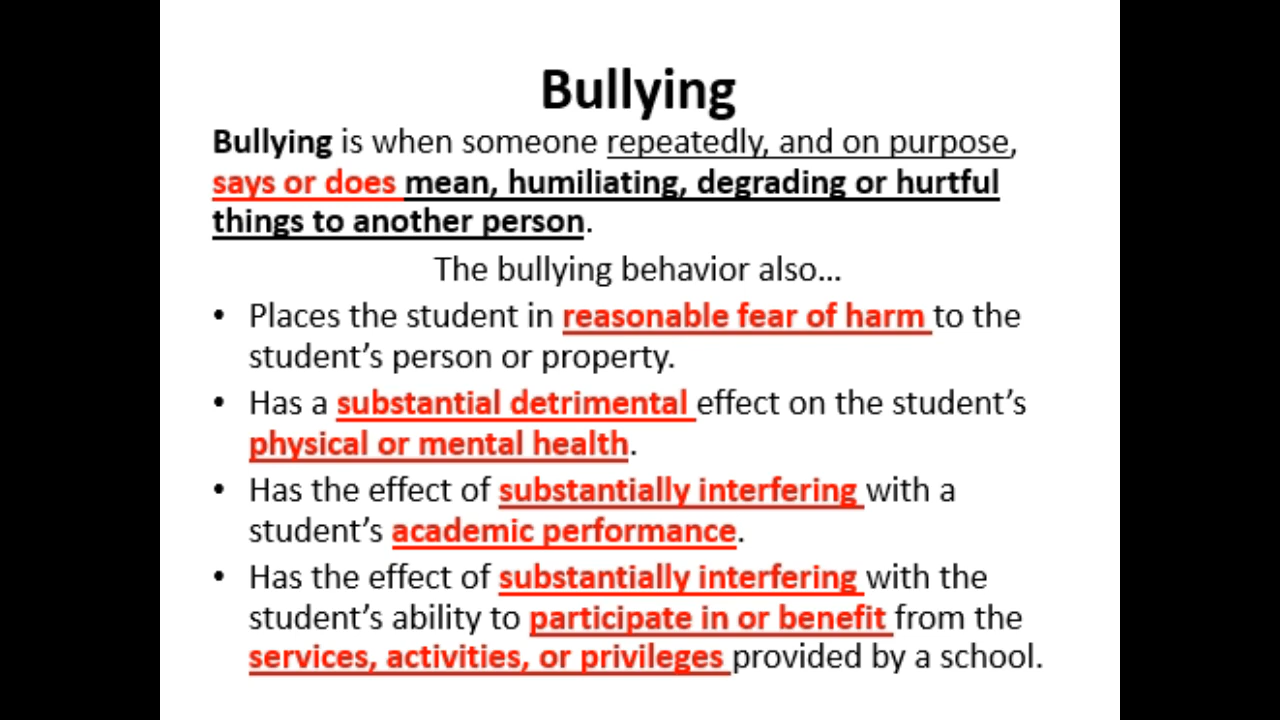 Bullying
Bullying is when someone repeatedly, and on purpose,
says or does mean, humiliating, degrading or hurtful
things to another person.
The bullying behavior also...
• Places the student in reasonable fear of harm to the
student's person or property.
• Has a substantial detrimental effect on the student's
physical or mental health.
• Has the effect of substantially interfering with a
student's academic performance.
• Has the effect of substantially interfering with the
student's ability to participate in or benefit from the
services, activities, or privileges provided by a school.